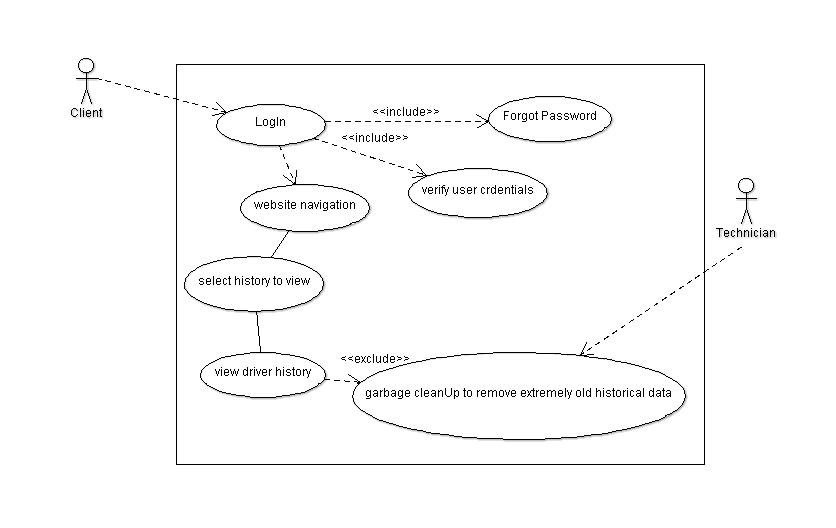 Client
LogIn
<<include>>
Forgot Password
<<include>>
verify user crdentials
website navigation
Technician
select history to view
view driver history
<<exclude>>
garbage cleanUp to remove extremely old historical data